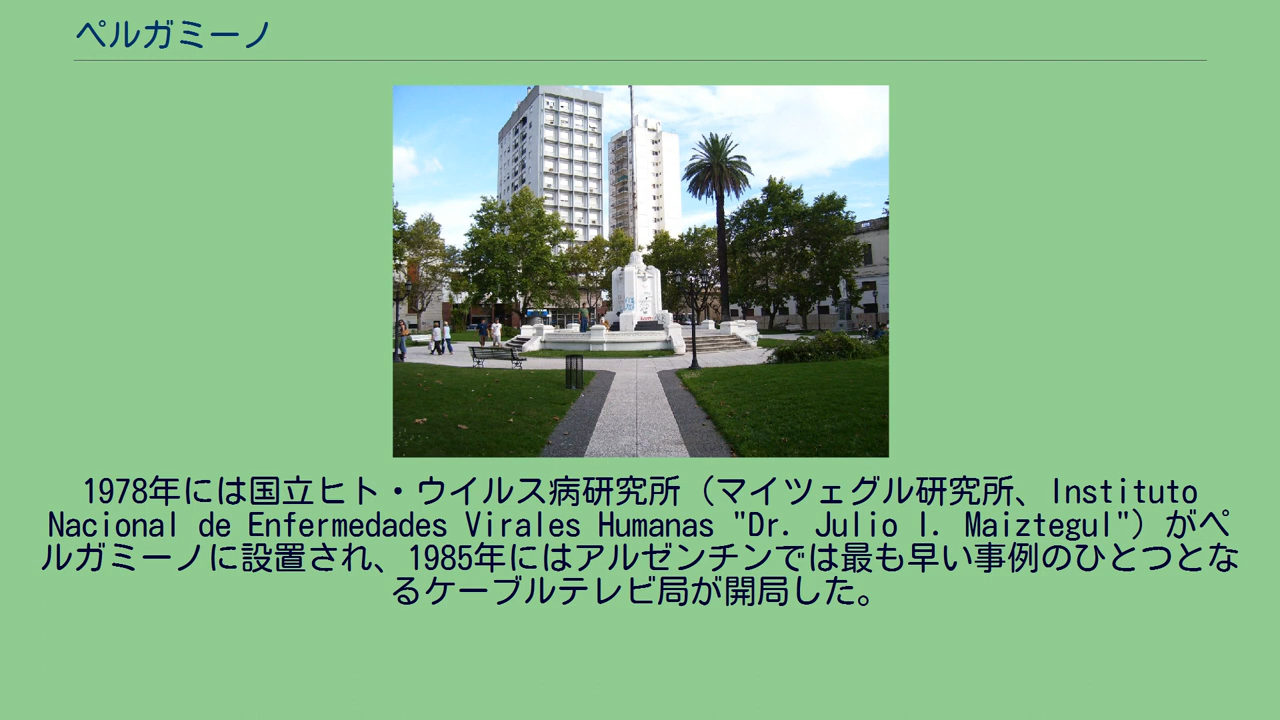 ペルガミーノ
1978年には国立ヒト・ウイルス病研究所（マイツェグル研究所、Instituto
Nacional de Enfermedades Virales Humanas "Dr. Julio I. Maiztegul"）がペ
ルガミーノに設置され、1985年にはアルゼンチンでは最も早い事例のひとつとな
るケーブルテレビ局が開局した。